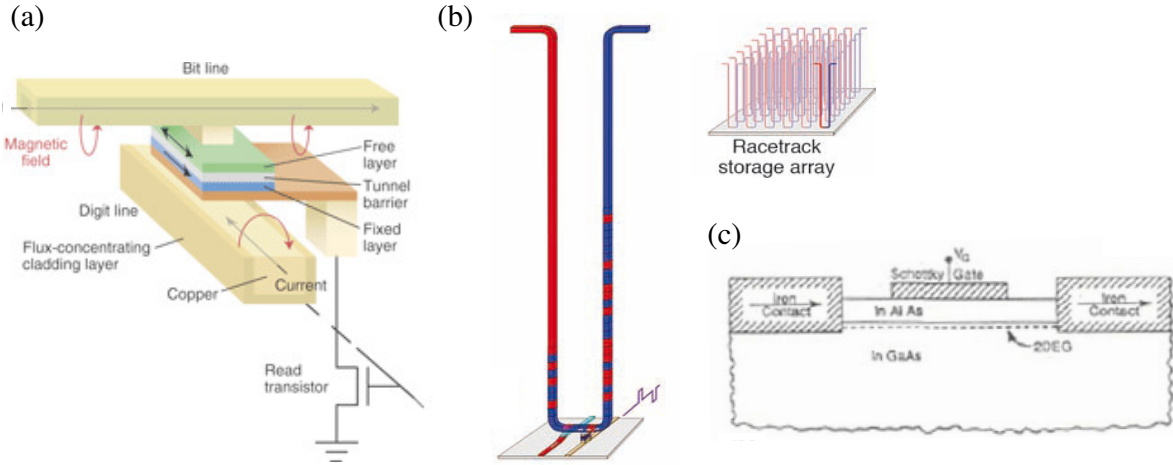 (a)
Bit line
Magnetic
field
Free
layer
Tunnel
barrier
Fixed
layer
Digit line
Flux-concentrating
cladding layer
Copper
Current
Read
transistor
(b)
Racetrack
storage array
(c)
VG
Schottky Gate
Iron
Contact
Iron
Contact
In Al As
In GaAs
2DEG